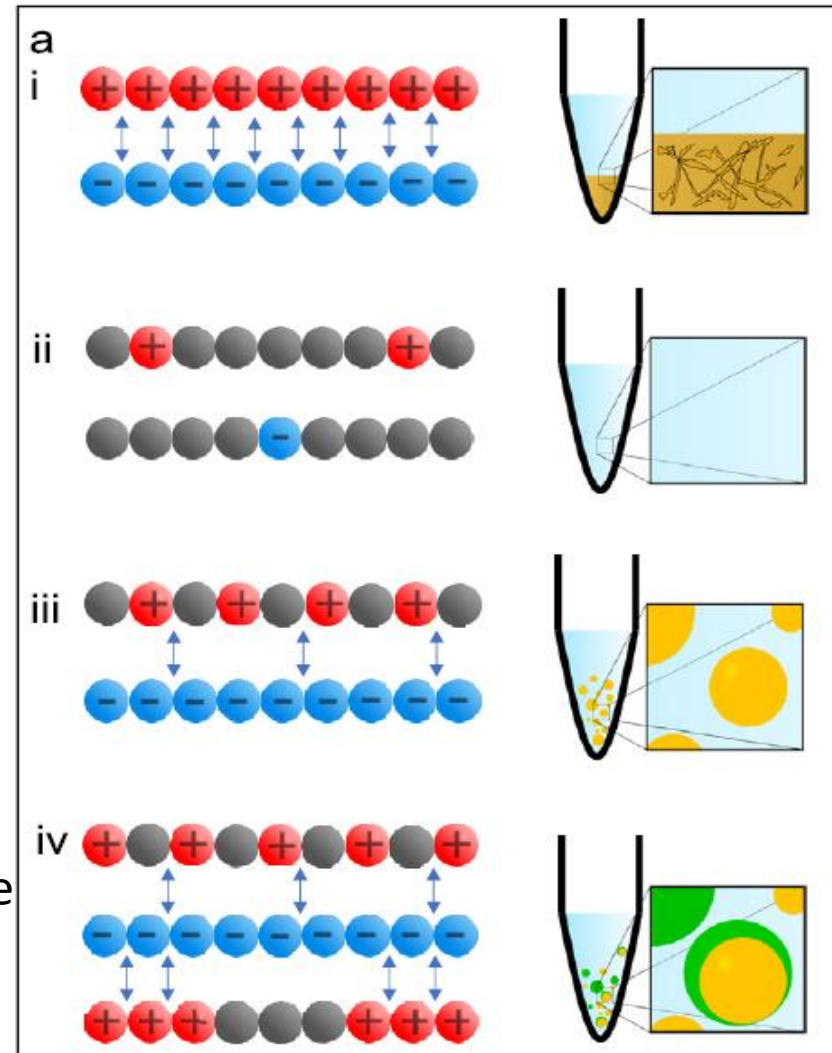 a
i + + + + + + + + +
- - - - - - - - -
ii + +
-
iii + + + +
- - - - - - - - -
iv + + + + +
e
- - - - - - - - -
+ + + + + +